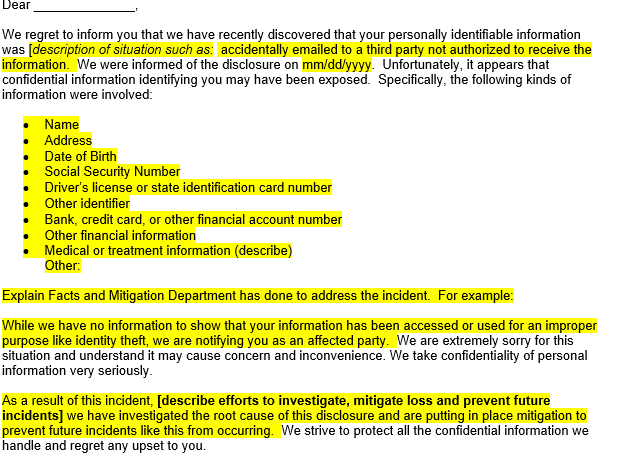 Dear _______________,
We regret to inform you that we have recently discovered that your personally identifiable information
was [description of situation such as: accidentally emailed to a third party not authorized to receive the
information. We were informed of the disclosure on mm/dd/yyyy. Unfortunately, it appears that
confidential information identifying you may have been exposed. Specifically, the following kinds of
information were involved:
• Name
• Address
• Date of Birth
• Social Security Number
• Driver's license or state identification card number
• Other identifier
• Bank, credit card, or other financial account number
• Other financial information
• Medical or treatment information (describe)
Other:
Explain Facts and Mitigation Department has done to address the incident. For example:
While we have no information to show that your information has been accessed or used for an improper
purpose like identity theft, we are notifying you as an affected party. We are extremely sorry for this
situation and understand it may cause concern and inconvenience. We take confidentiality of personal
information very seriously.
As a result of this incident, [describe efforts to investigate, mitigate loss and prevent future
incidents] we have investigated the root cause of this disclosure and are putting in place mitigation to
prevent future incidents like this from occurring. We strive to protect all the confidential information we
handle and regret any upset to you.